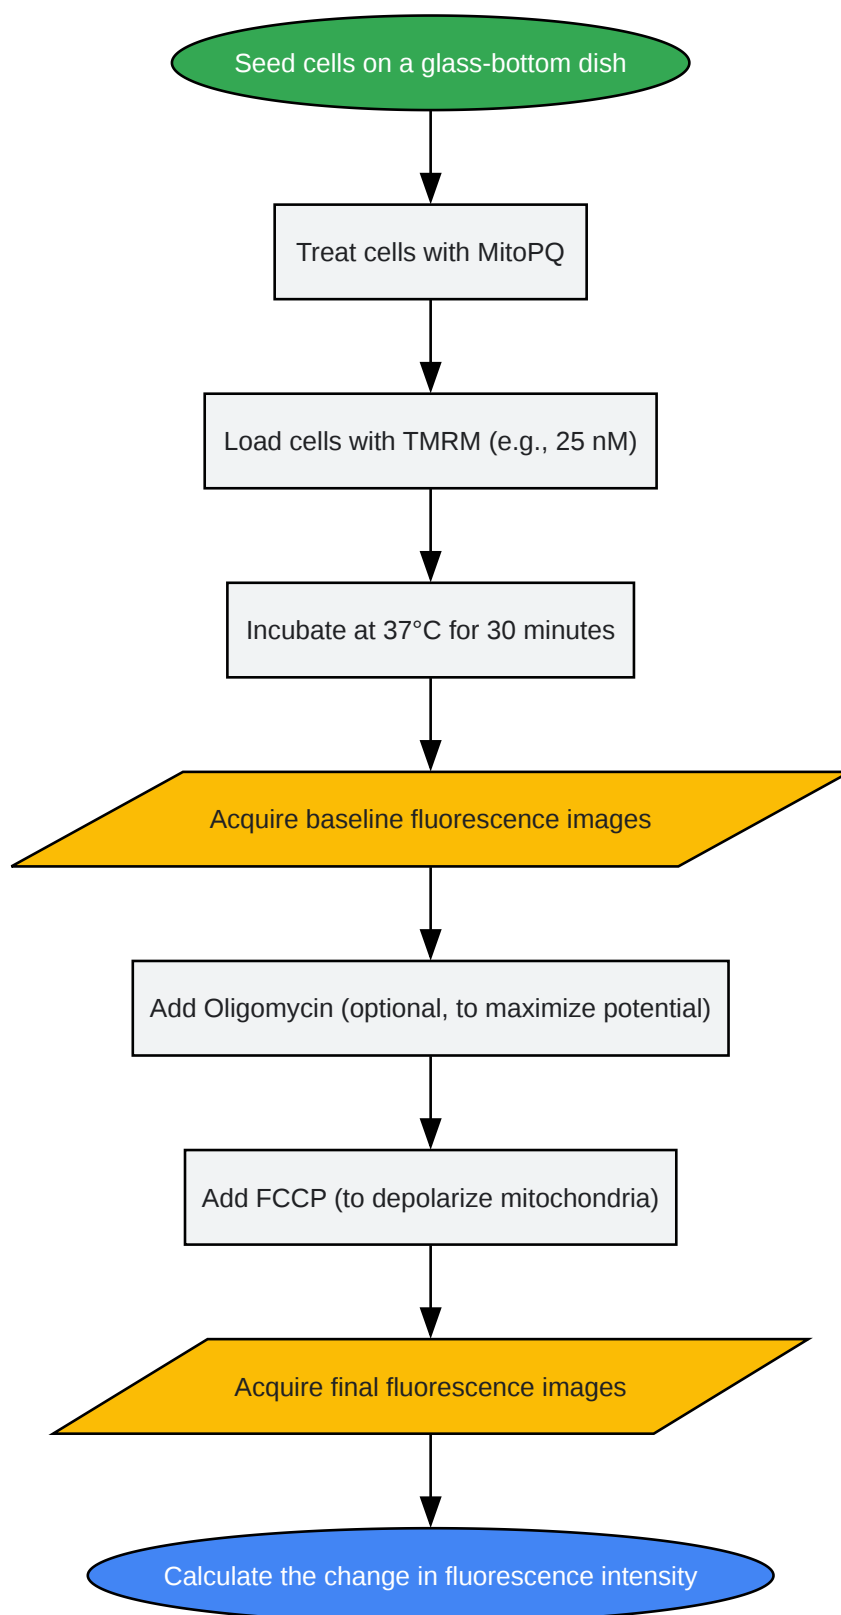 Seed cells on a glass-bottom dish
Treat cells with MitoPQ
Load cells with TMRM (e.g., 25 nM)
Incubate at 37°C for 30 minutes
Acquire baseline fluorescence images
Add Oligomycin (optional, to maximize potential)
Add FCCP (to depolarize mitochondria)
Acquire final fluorescence images
Calculate the change in fluorescence intensity